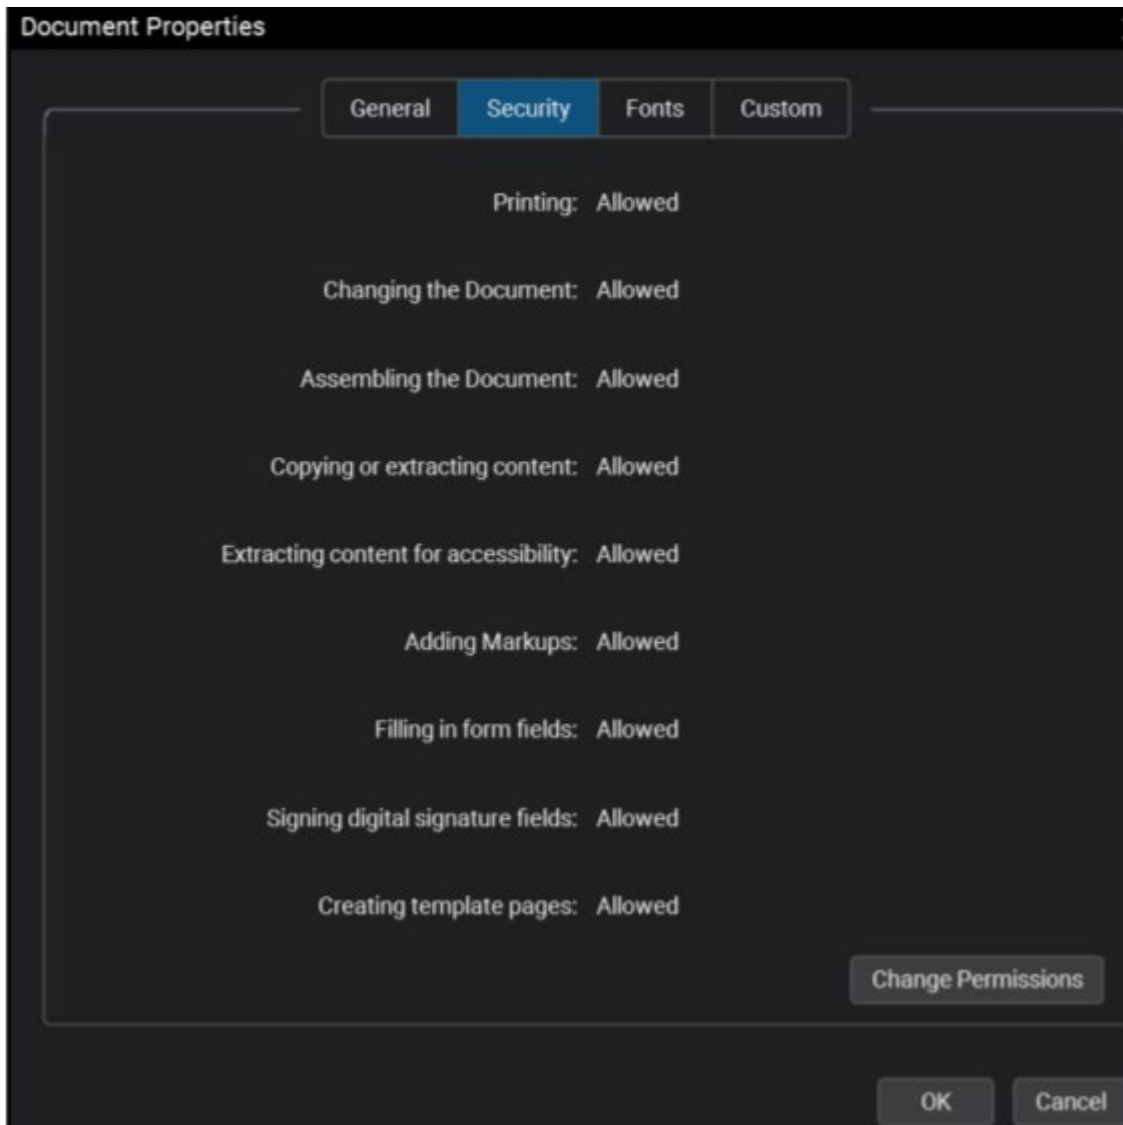 Document Properties
General Security Fonts Custom
Printing: Allowed
Changing the Document: Allowed
Assembling the Document: Allowed
Copying or extracting content: Allowed
Extracting content for accessibility: Allowed
Adding Markups: Allowed
Filling in form fields: Allowed
Signing digital signature fields: Allowed
Creating template pages: Allowed
Change Permissions
OK Cancel